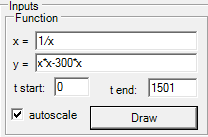 Inputs
Function
x = 1/x
y = x*x-300*x
t start: 0 t end: 1501
autoscale Draw